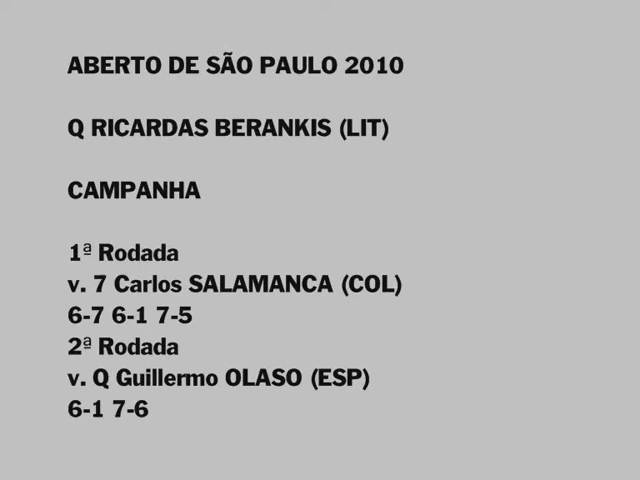 ABERTO DE SÃO PAULO 2010
Q RICARDAS BERANKIS (LIT)
CAMPANHA
1ª Rodada
v. 7 Carlos SALAMANCA (COL)
6-7 6-1 7-5
2ª Rodada
v. Q Guillermo OLASO (ESP)
6-1 7-6